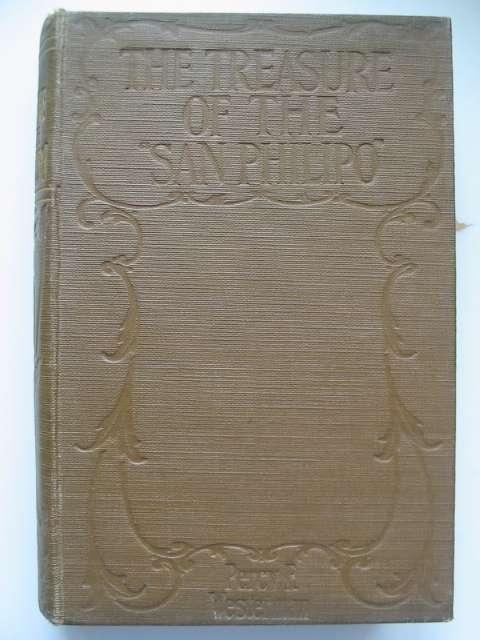 THE TREASURE
OF THE
"SAN PHILIPO"
Percy F.
Westerman